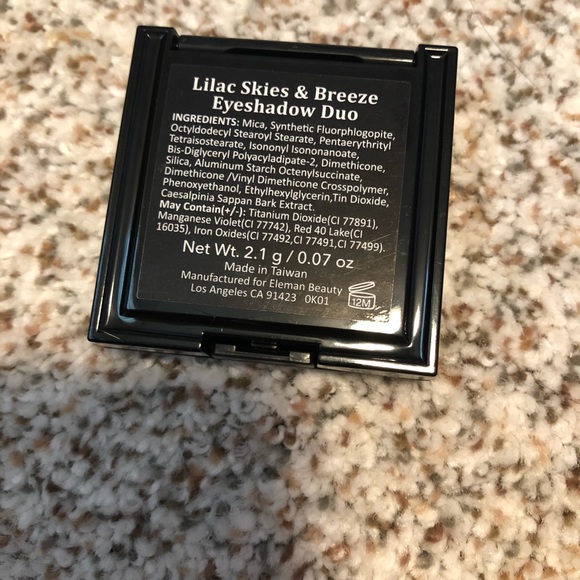 Lilac Skies & Breeze
Eyeshadow Duo
INGREDIENTS: Mica, Synthetic Fluorphlogopite,
Octyldodecyl Stearoyl Stearate, Pentaerythrityl
Tetraisostearate, Isononyl Isononanoate,
Bis-Diglyceryl Polyacyladipate-2, Dimethicone,
Silica, Aluminum Starch Octenylsuccinate,
Dimethicone /Vinyl Dimethicone Crosspolymer,
Phenoxyethanol, Ethylhexylglycerin,Tin Dioxide,
Caesalpinia Sappan Bark Extract.
May Contain(+/-): Titanium Dioxide(CI 77891),
Manganese Violet(CI 77742), Red 40 Lake(CI
16035), Iron Oxides(CI 77492,CI 77491,CI 77499).
Net Wt. 2.1 g / 0.07 oz
Made in Taiwan
Manufactured for Eleman Beauty
Los Angeles CA 91423 0K01
12M